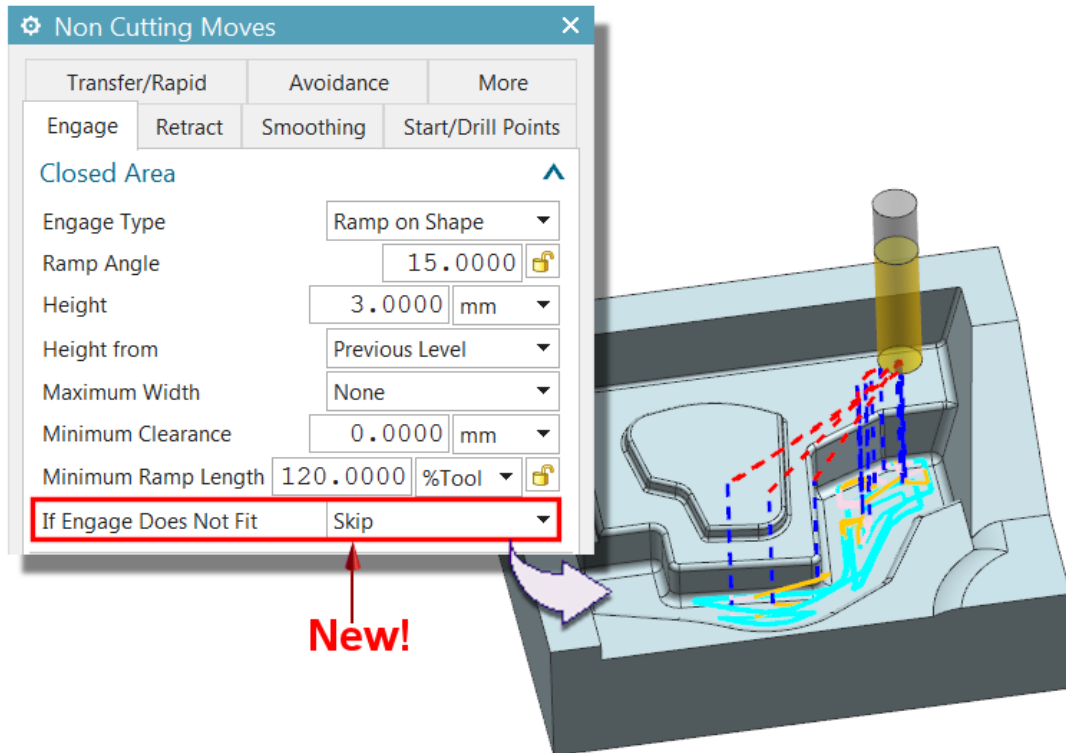 Non Cutting Moves
Transfer/Rapid Avoidance More
Engage Retract Smoothing Start/Drill Points
Closed Area
Engage Type Ramp on Shape
Ramp Angle 15.0000
Height 3.0000 mm
Height from Previous Level
Maximum Width None
Minimum Clearance 0.0000 mm
Minimum Ramp Length 120.0000 %Tool
If Engage Does Not Fit Skip
New!